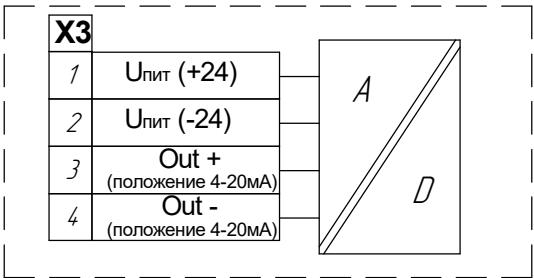 X3
1 Uпит (+24)
2 Uпит (-24)
3 Out +
(положение 4-20мА)
4 Out -
(положение 4-20мА)
A
D